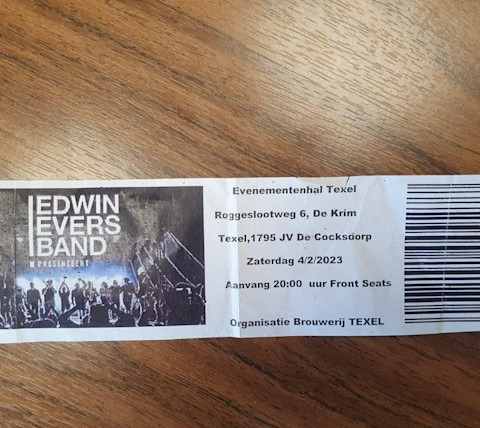 EDWIN
EVERS
BAND
PRESENTEERT
Evenementenhal Texel
Roggeslootweg 6, De Krim
Texel,1795 JV De Cocksdorp
Zaterdag 4/2/2023
Aanvang 20:00 uur Front Seats
Organisatie Brouwerij TEXEL